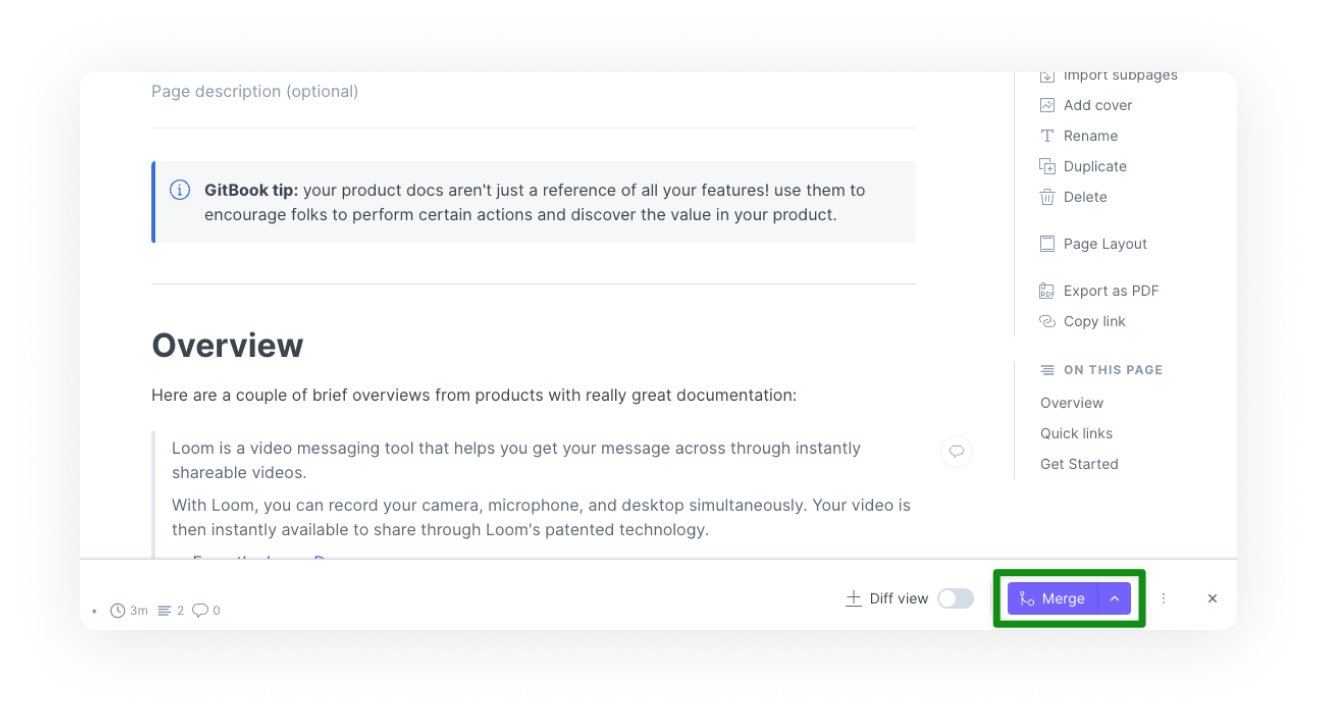 Page description (optional)
GitBook tip: your product docs aren't just a reference of all your features! use them to
encourage folks to perform certain actions and discover the value in your product.
Overview
Here are a couple of brief overviews from products with really great documentation:
Loom is a video messaging tool that helps you get your message across through instantly
shareable videos.
With Loom, you can record your camera, microphone, and desktop simultaneously. Your video is
then instantly available to share through Loom's patented technology.
Import subpages
Add cover
Rename
Duplicate
Delete
Page Layout
PDF Export as PDF
Copy link
ON THIS PAGE
Overview
Quick links
Get Started
• 3m 2 0
Diff view
Merge